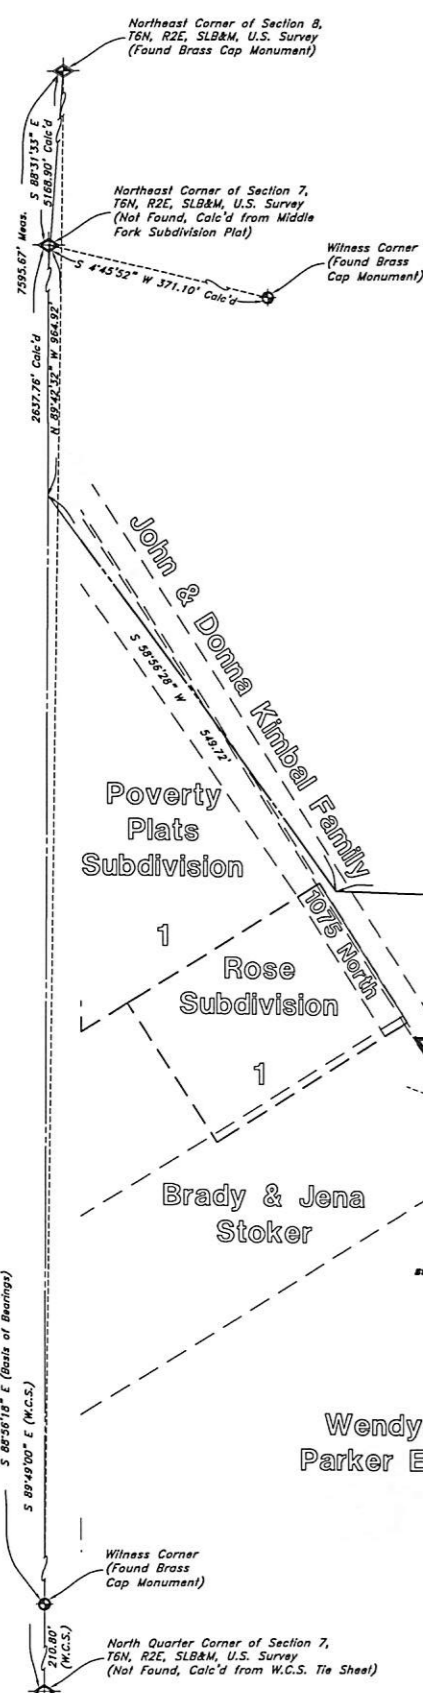 Northeast Corner of Section 8,
T6N, R2E, SLB&M, U.S. Survey
(Found Brass Cap Monument)
S 88°31'33" E
5168.90' Calc'd
Northeast Corner of Section 7,
T6N, R2E, SLB&M, U.S. Survey
(Not Found, Calc'd from Middle
Fork Subdivision Plat)
7595.67' Meas.
S 4°45'52" W 371.10' Calc'd
Witness Corner
(Found Brass
Cap Monument)
2637.76' Calc'd
N 89°42'32" W 964.92'
John & Donna Kimbal Family
S 58°56'28" W
549.72'
Poverty
Plats
Subdivision
1
1075 North
Rose
Subdivision
1
Brady & Jena
Stoker
S 88°56'18" E (Basis of Bearings)
S 89°49'00" E (W.C.S.)
Wendy
Parker E
Witness Corner
(Found Brass
Cap Monument)
210.80'
(W.C.S.)
North Quarter Corner of Section 7,
T6N, R2E, SLB&M, U.S. Survey
(Not Found, Calc'd from W.C.S. Tie Sheet)